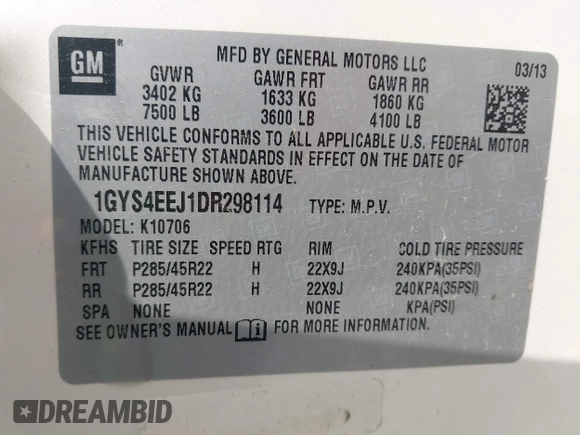 GM
MFD BY GENERAL MOTORS LLC 03/13
GVWR GAWR FRT GAWR RR
3402 KG 1633 KG 1860 KG
7500 LB 3600 LB 4100 LB
THIS VEHICLE CONFORMS TO ALL APPLICABLE U.S. FEDERAL MOTOR
VEHICLE SAFETY STANDARDS IN EFFECT ON THE DATE OF
MANUFACTURE SHOWN ABOVE.
1GYS4EEJ1DR298114 TYPE: M.P.V.
MODEL: K10706
KFHS TIRE SIZE SPEED RTG RIM COLD TIRE PRESSURE
FRT P285/45R22 H 22X9J 240KPA(35PSI)
RR P285/45R22 H 22X9J 240KPA(35PSI)
SPA NONE NONE KPA(PSI)
SEE OWNER'S MANUAL FOR MORE INFORMATION.
DREAMBID